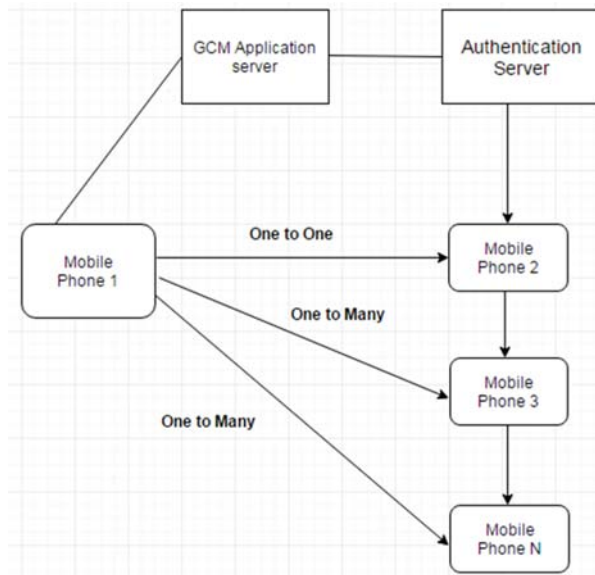 GCM Application
server
Authentication
Server
One to One
Mobile
Phone 1
Mobile
Phone 2
One to Many
Mobile
Phone 3
One to Many
Mobile
Phone N